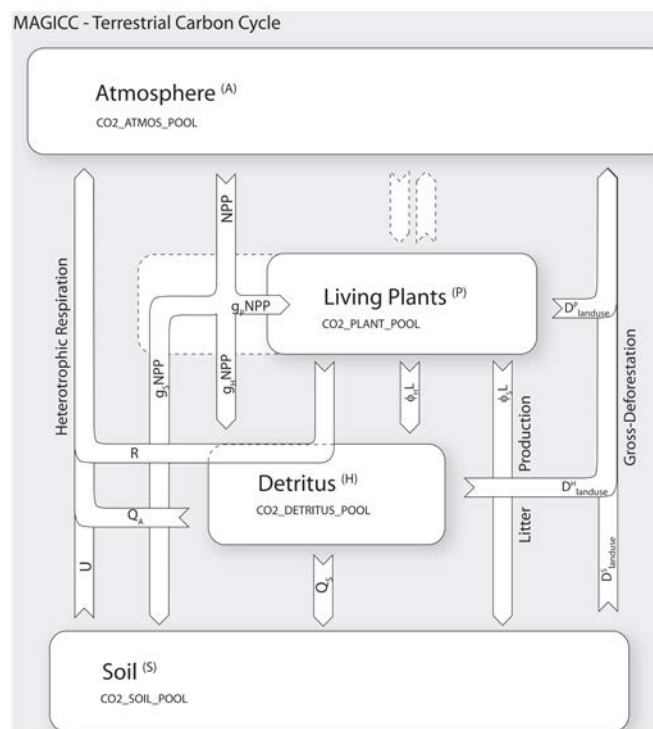 MAGICC - Terrestrial Carbon Cycle
Atmosphere (A)
CO2_ATMOS_POOL
NPP
Living Plants (P)
CO2_PLANT_POOL
gPNPP
DPlanduse
Heterotrophic Respiration
gSNPP
gHNPP
ϕHL
ϕSL
Production
Gross-Deforestation
R
Detritus (H)
CO2_DETRITUS_POOL
DHlanduse
QA
Litter
U
QS
DSlanduse
Soil (S)
CO2_SOIL_POOL